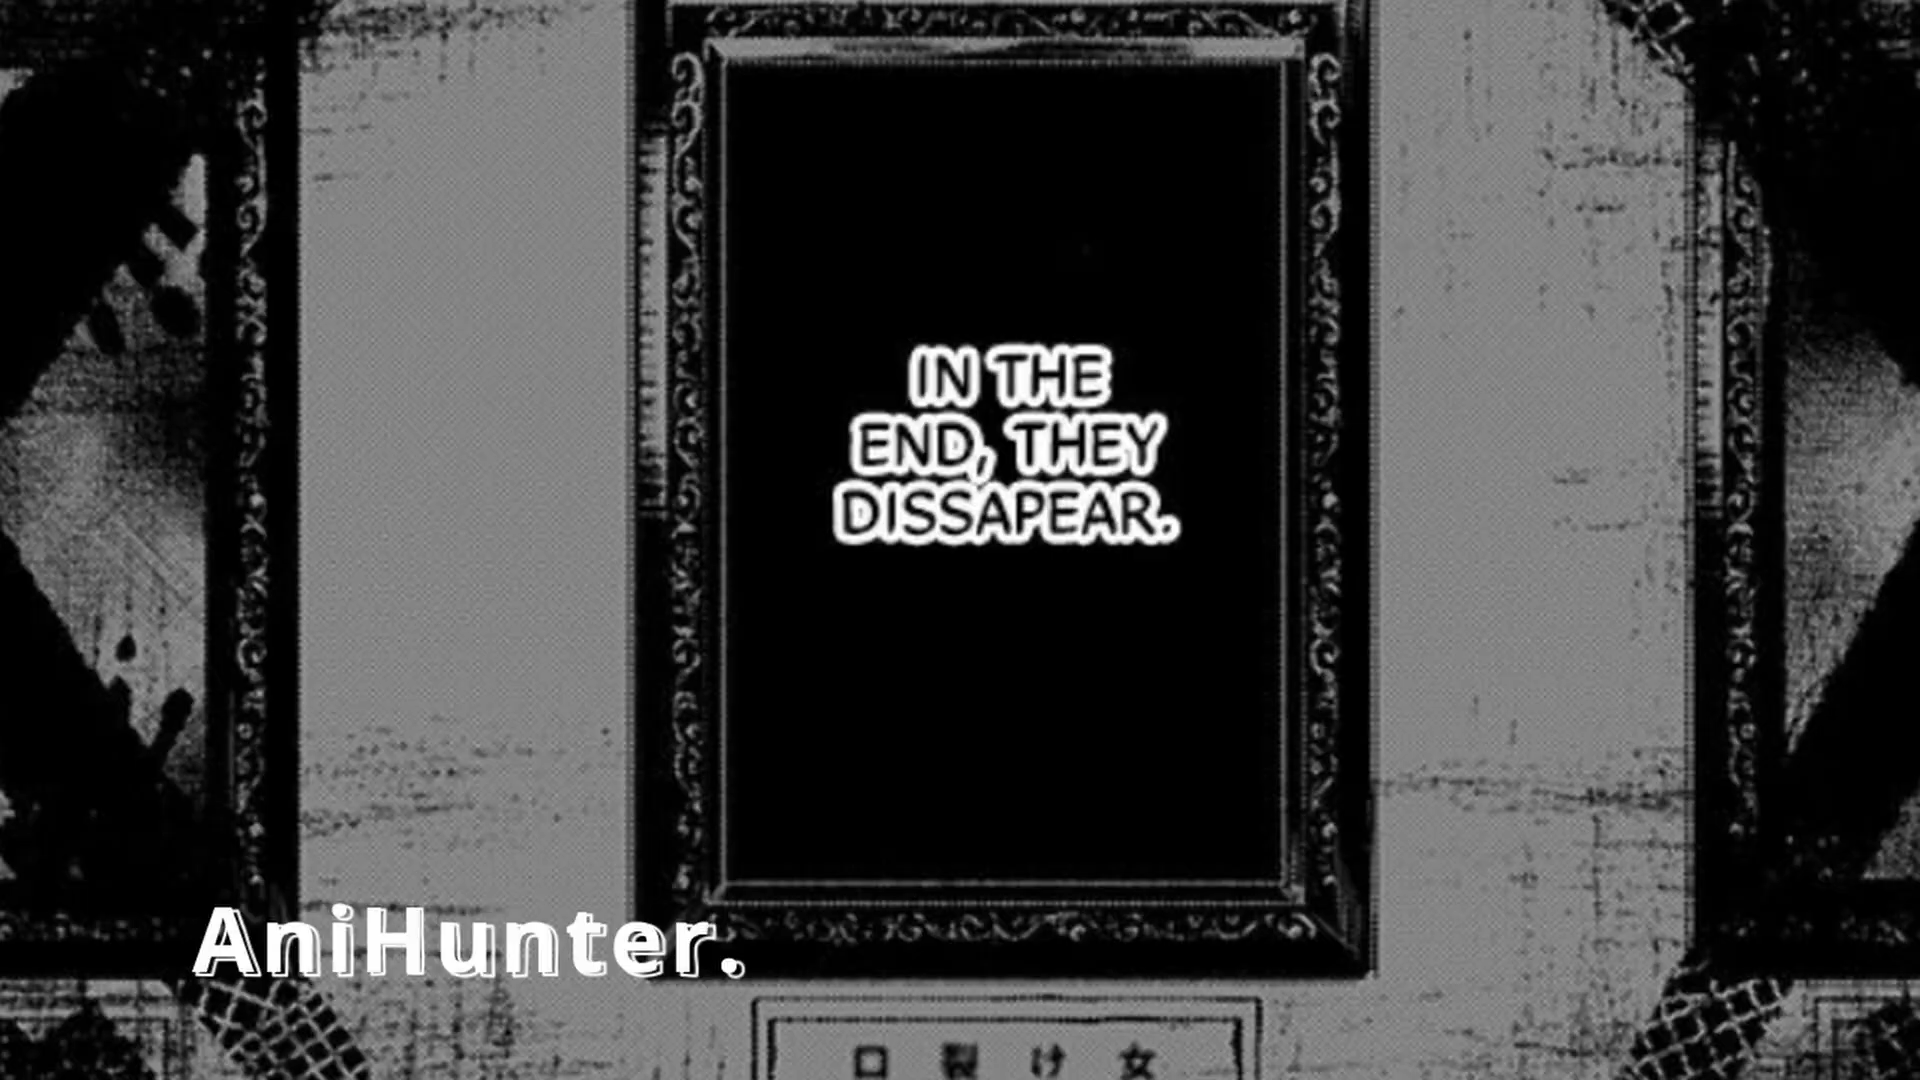 IN THE
END, THEY
DISSAPEAR.
AniHunter.
口裂け女